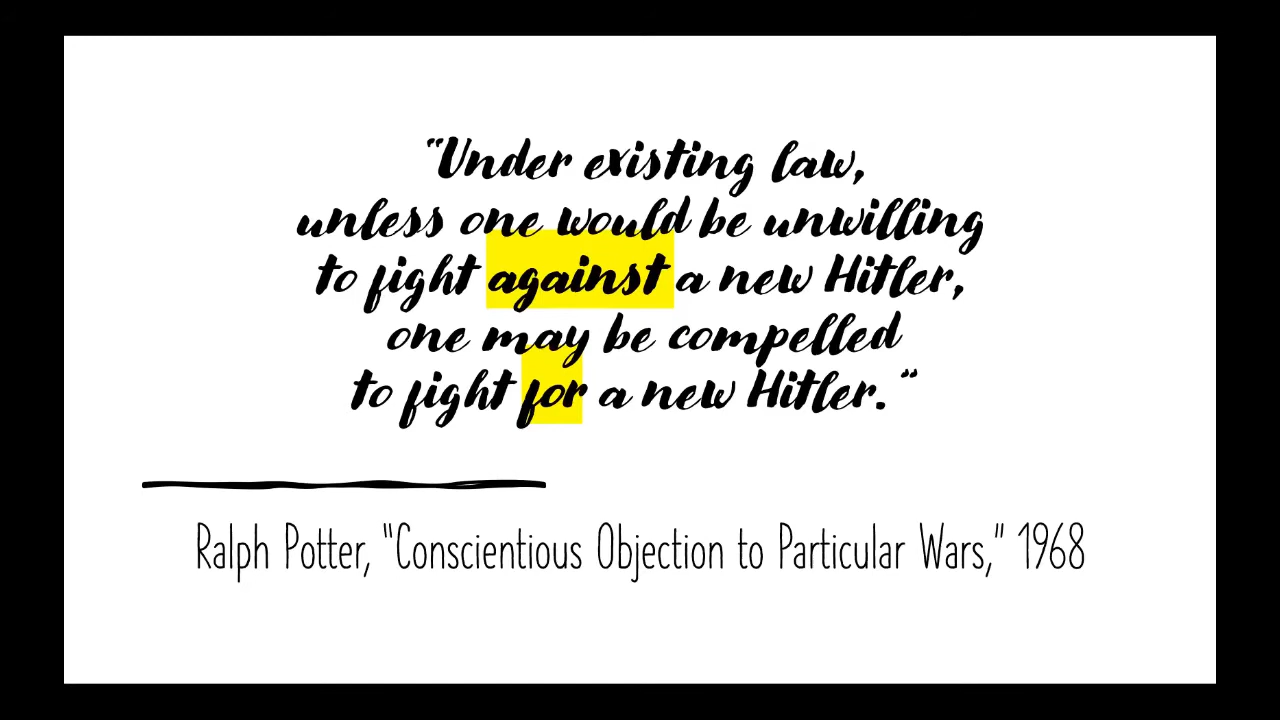 “Under existing law,
unless one would be unwilling
to fight against a new Hitler,
one may be compelled
to fight for a new Hitler.”
Ralph Potter, "Conscientious Objection to Particular Wars," 1968